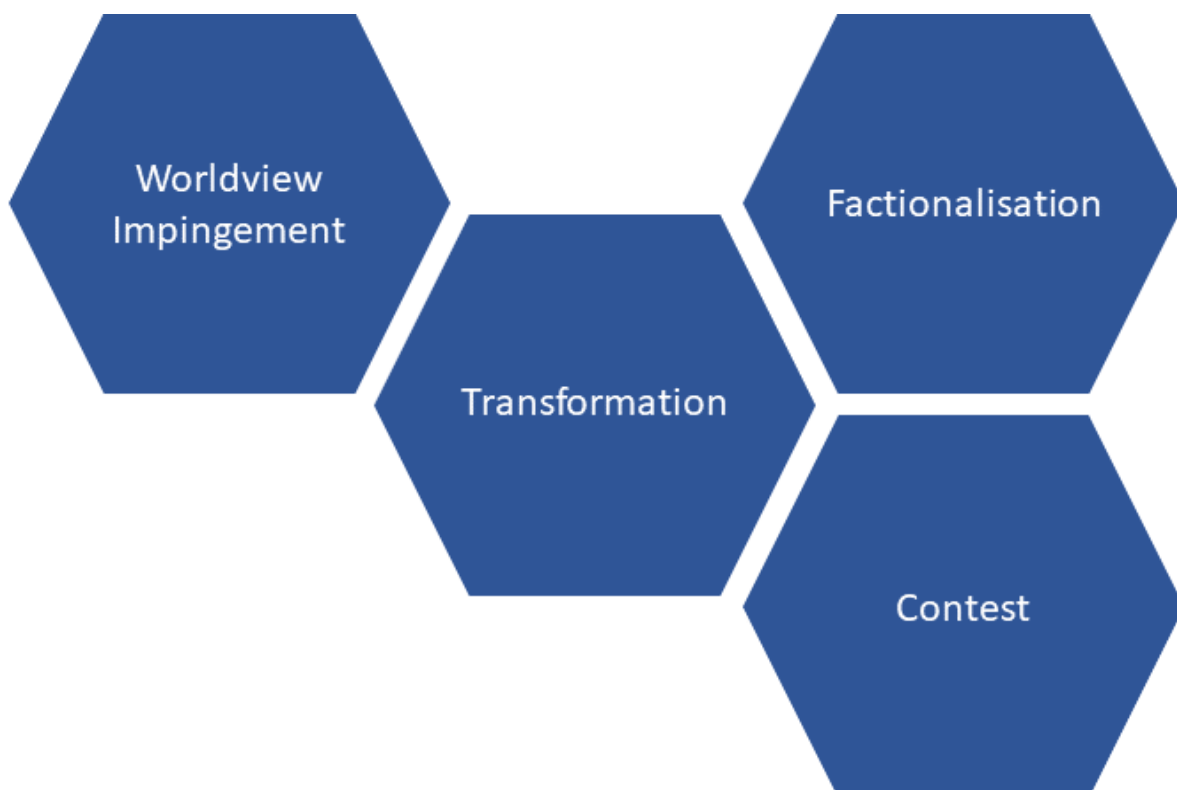 Worldview
Impingement
Factionalisation
Transformation
Contest